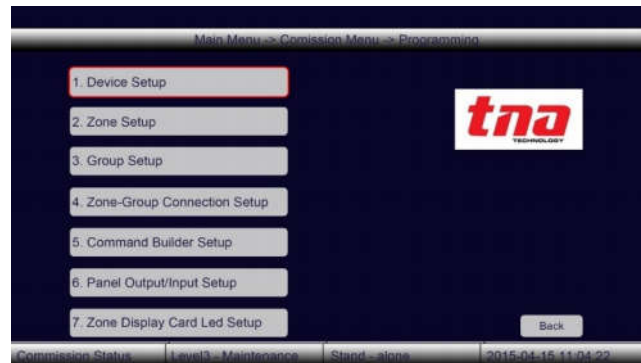 Main Menu -> Comission Menu -> Programming
1. Device Setup
2. Zone Setup
3. Group Setup
4. Zone-Group Connection Setup
5. Command Builder Setup
6. Panel Output/Input Setup
7. Zone Display Card Led Setup
tna
TECHNOLOGY
Back
Commission Status Level3 - Maintenance Stand - alone 2015-04-15 11:04:22